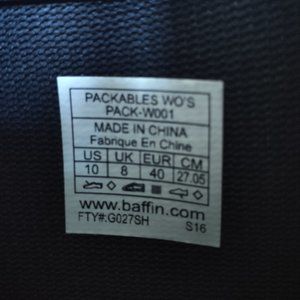 PACKABLES WO'S
PACK-W001
MADE IN CHINA
Fabrique En Chine
US UK EUR CM
10 8 40 27.05
www.baffin.com
FTY#:G027SH
S16